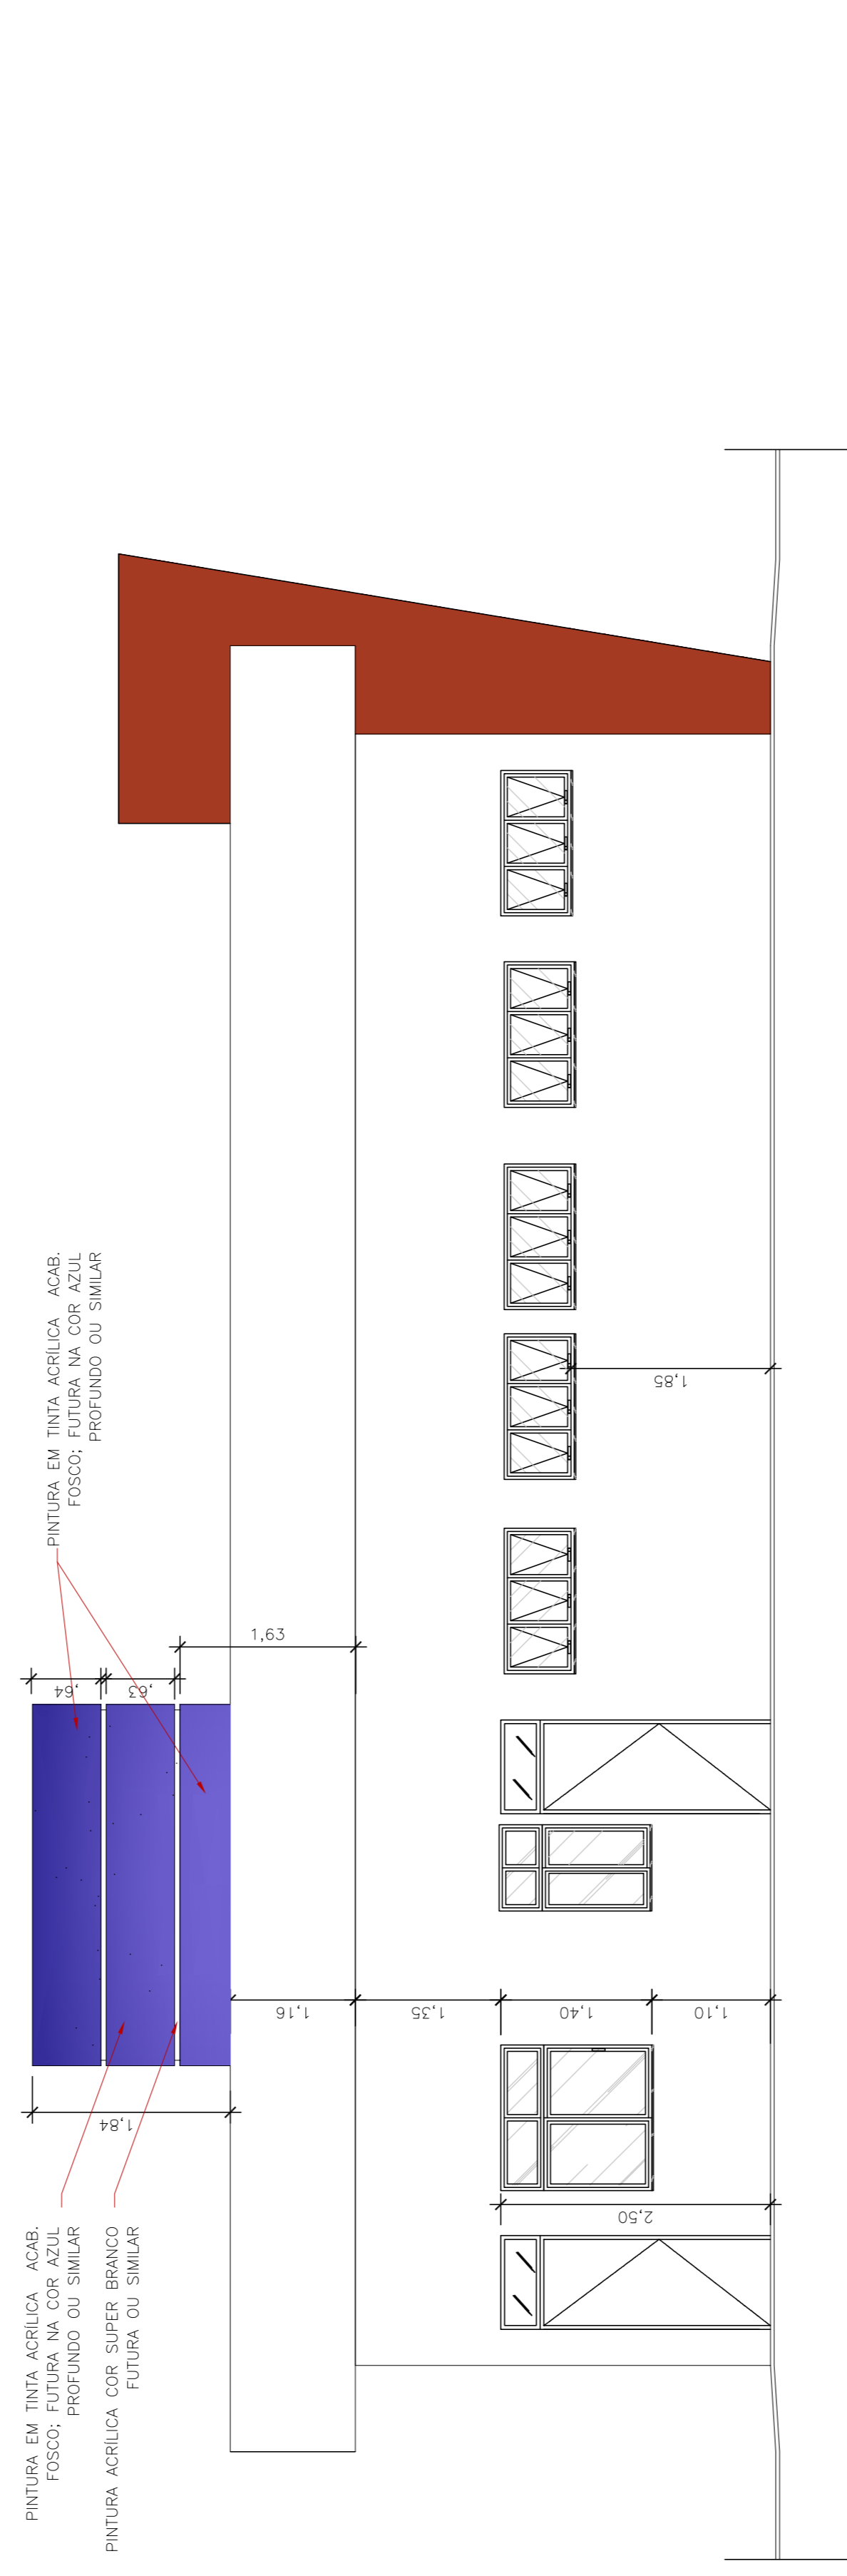 PINTURA EM TINTA ACRÍLICA ACAB.
FOSCO; FUTURA NA COR AZUL
PROFUNDO OU SIMILAR
PINTURA ACRÍLICA COR SUPER BRANCO
FUTURA OU SIMILAR
PINTURA EM TINTA ACRÍLICA ACAB.
FOSCO; FUTURA NA COR AZUL
PROFUNDO OU SIMILAR
1,84
,64
,63
1,63
1,16
1,35
1,40
1,10
2,50
1,85